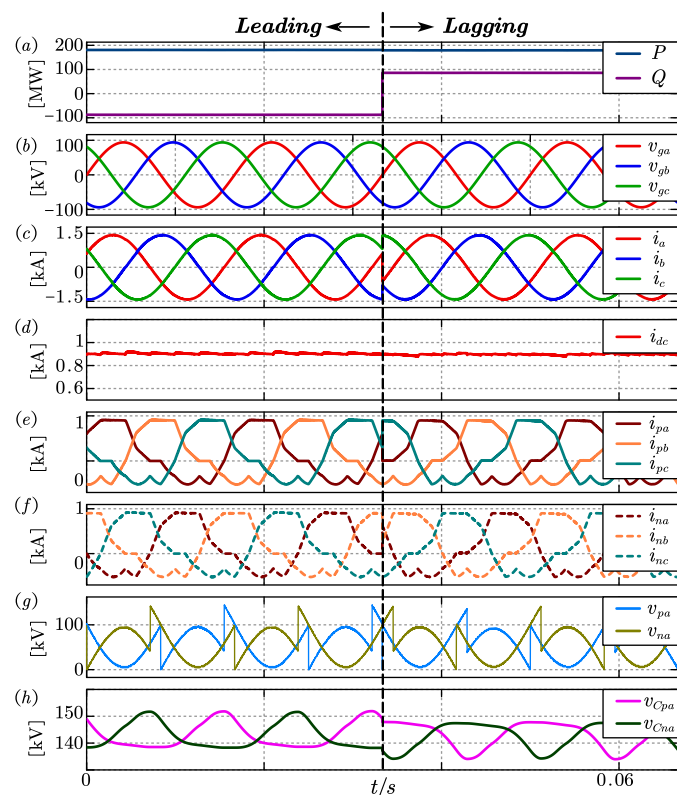 Leading ← → Lagging
(a) [MW] 200 100 0 −100 P Q
(b) [kV] 100 0 −100 v_ga v_gb v_gc
(c) [kA] 1.5 0 −1.5 i_a i_b i_c
(d) [kA] 1 0.8 0.6 i_dc
(e) [kA] 1 0 i_pa i_pb i_pc
(f) [kA] 1 0 i_na i_nb i_nc
(g) [kV] 100 0 v_pa v_na
(h) [kV] 150 140 v_Cpa v_Cna
0 t/s 0.06